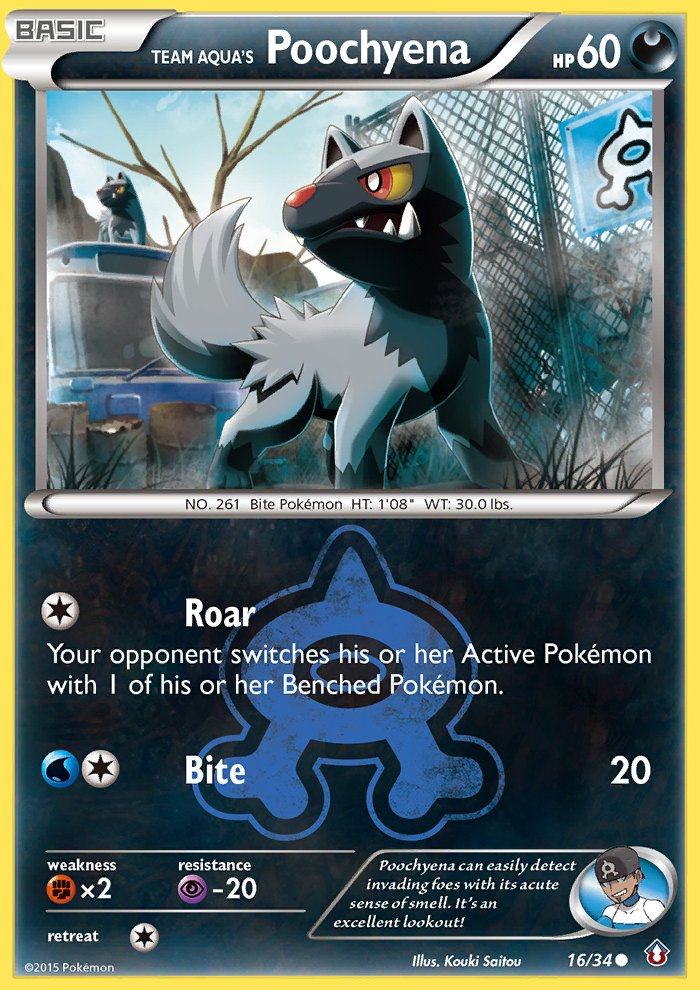 BASIC
TEAM AQUA'S Poochyena HP60
NO. 261 Bite Pokémon HT: 1'08" WT: 30.0 lbs.
Roar
Your opponent switches his or her Active Pokémon
with 1 of his or her Benched Pokémon.
Bite 20
weakness
×2
resistance
-20
retreat
Poochyena can easily detect
invading foes with its acute
sense of smell. It's an
excellent lookout!
©2015 Pokémon
Illus. Kouki Saitou
16/34